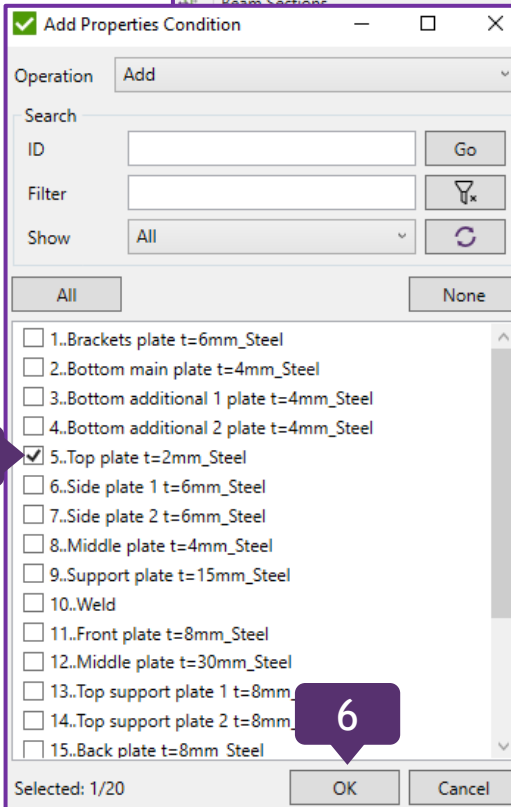 Beam Sections
Add Properties Condition
Operation Add
Search
ID Go
Filter
Show All
All None
1..Brackets plate t=6mm_Steel
2..Bottom main plate t=4mm_Steel
3..Bottom additional 1 plate t=4mm_Steel
4..Bottom additional 2 plate t=4mm_Steel
5..Top plate t=2mm_Steel
6..Side plate 1 t=6mm_Steel
7..Side plate 2 t=6mm_Steel
8..Middle plate t=4mm_Steel
9..Support plate t=15mm_Steel
10..Weld
11..Front plate t=8mm_Steel
12..Middle plate t=30mm_Steel
13..Top support plate 1 t=8mm_
14..Top support plate 2 t=8mm_
6
15..Back plate t=8mm_Steel
Selected: 1/20 OK Cancel